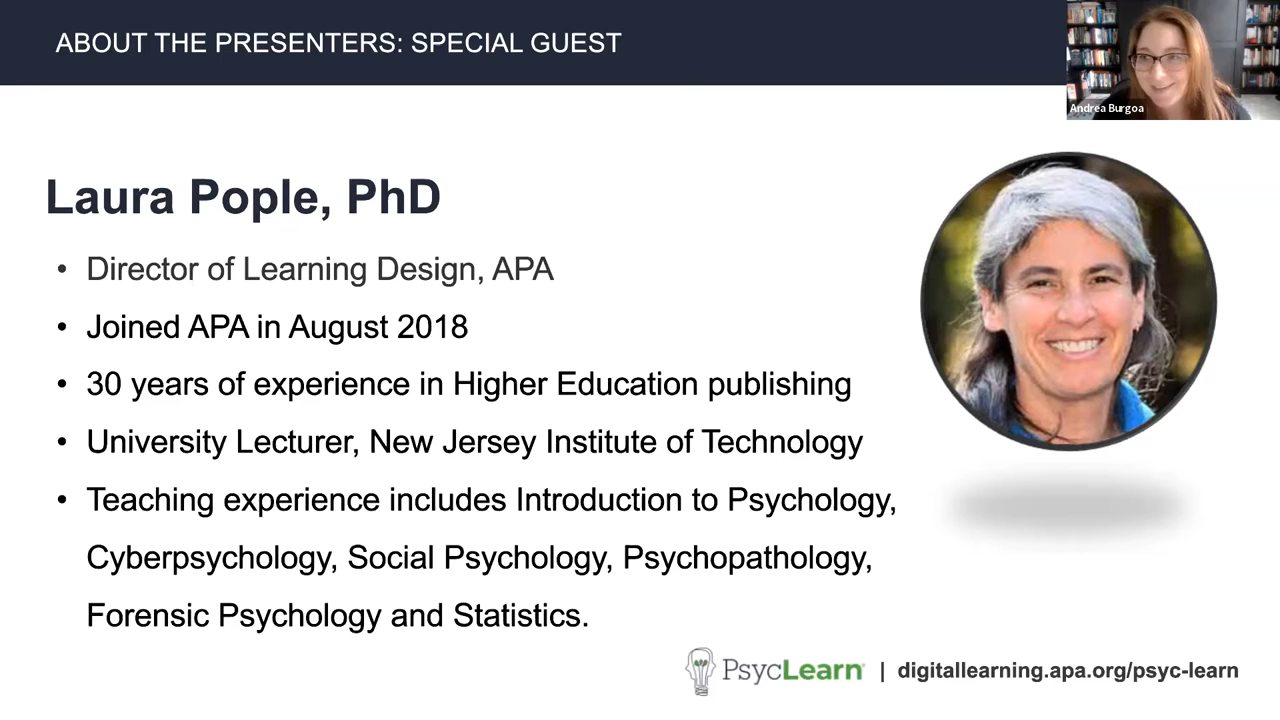 ABOUT THE PRESENTERS: SPECIAL GUEST
Andrea Burgoa
Laura Pople, PhD
• Director of Learning Design, APA
• Joined APA in August 2018
• 30 years of experience in Higher Education publishing
• University Lecturer, New Jersey Institute of Technology
• Teaching experience includes Introduction to Psychology,
Cyberpsychology, Social Psychology, Psychopathology,
Forensic Psychology and Statistics.
PsycLearn | digitallearning.apa.org/psyc-learn